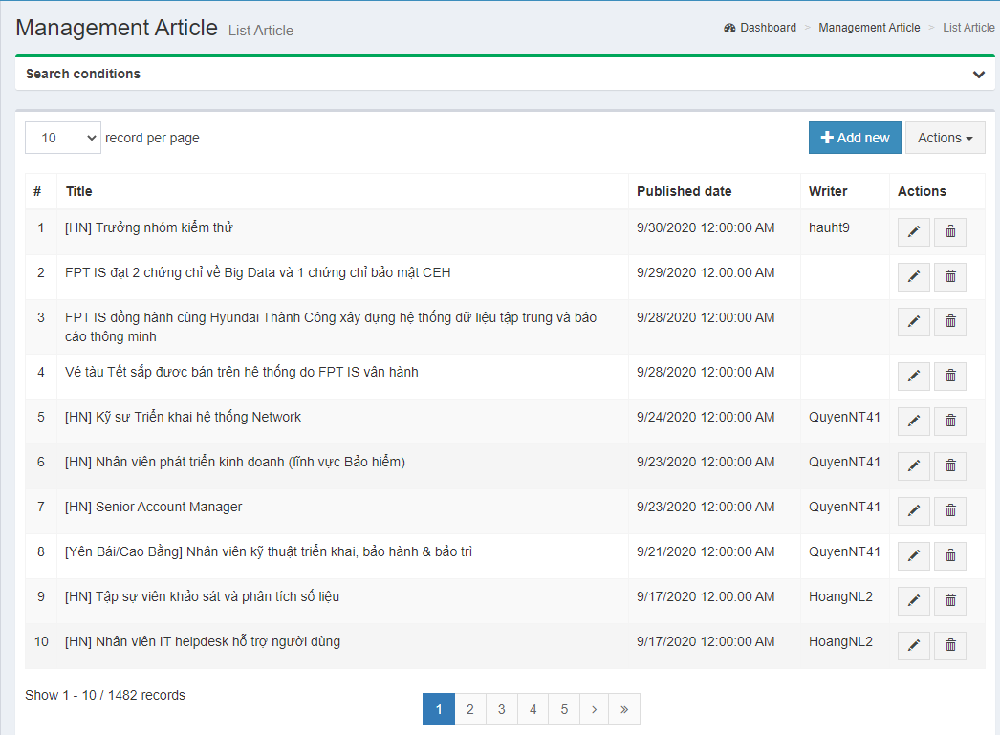 Management Article List Article
Dashboard > Management Article > List Article
Search conditions
10 record per page
Add new Actions
# Title Published date Writer Actions
1 [HN] Trưởng nhóm kiểm thử 9/30/2020 12:00:00 AM hauht9
2 FPT IS đạt 2 chứng chỉ về Big Data và 1 chứng chỉ bảo mật CEH 9/29/2020 12:00:00 AM
3 FPT IS đồng hành cùng Hyundai Thành Công xây dựng hệ thống dữ liệu tập trung và báo 9/28/2020 12:00:00 AM
cáo thông minh
4 Vé tàu Tết sắp được bán trên hệ thống do FPT IS vận hành 9/28/2020 12:00:00 AM
5 [HN] Kỹ sư Triển khai hệ thống Network 9/24/2020 12:00:00 AM QuyenNT41
6 [HN] Nhân viên phát triển kinh doanh (lĩnh vực Bảo hiểm) 9/23/2020 12:00:00 AM QuyenNT41
7 [HN] Senior Account Manager 9/23/2020 12:00:00 AM QuyenNT41
8 [Yên Bái/Cao Bằng] Nhân viên kỹ thuật triển khai, bảo hành & bảo trì 9/21/2020 12:00:00 AM QuyenNT41
9 [HN] Tập sự viên khảo sát và phân tích số liệu 9/17/2020 12:00:00 AM HoangNL2
10 [HN] Nhân viên IT helpdesk hỗ trợ người dùng 9/17/2020 12:00:00 AM HoangNL2
Show 1 - 10 / 1482 records
1 2 3 4 5 › »